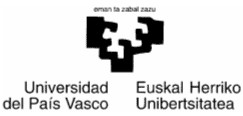 eman ta zabal zazu
Universidad Euskal Herriko
del País Vasco Unibertsitatea